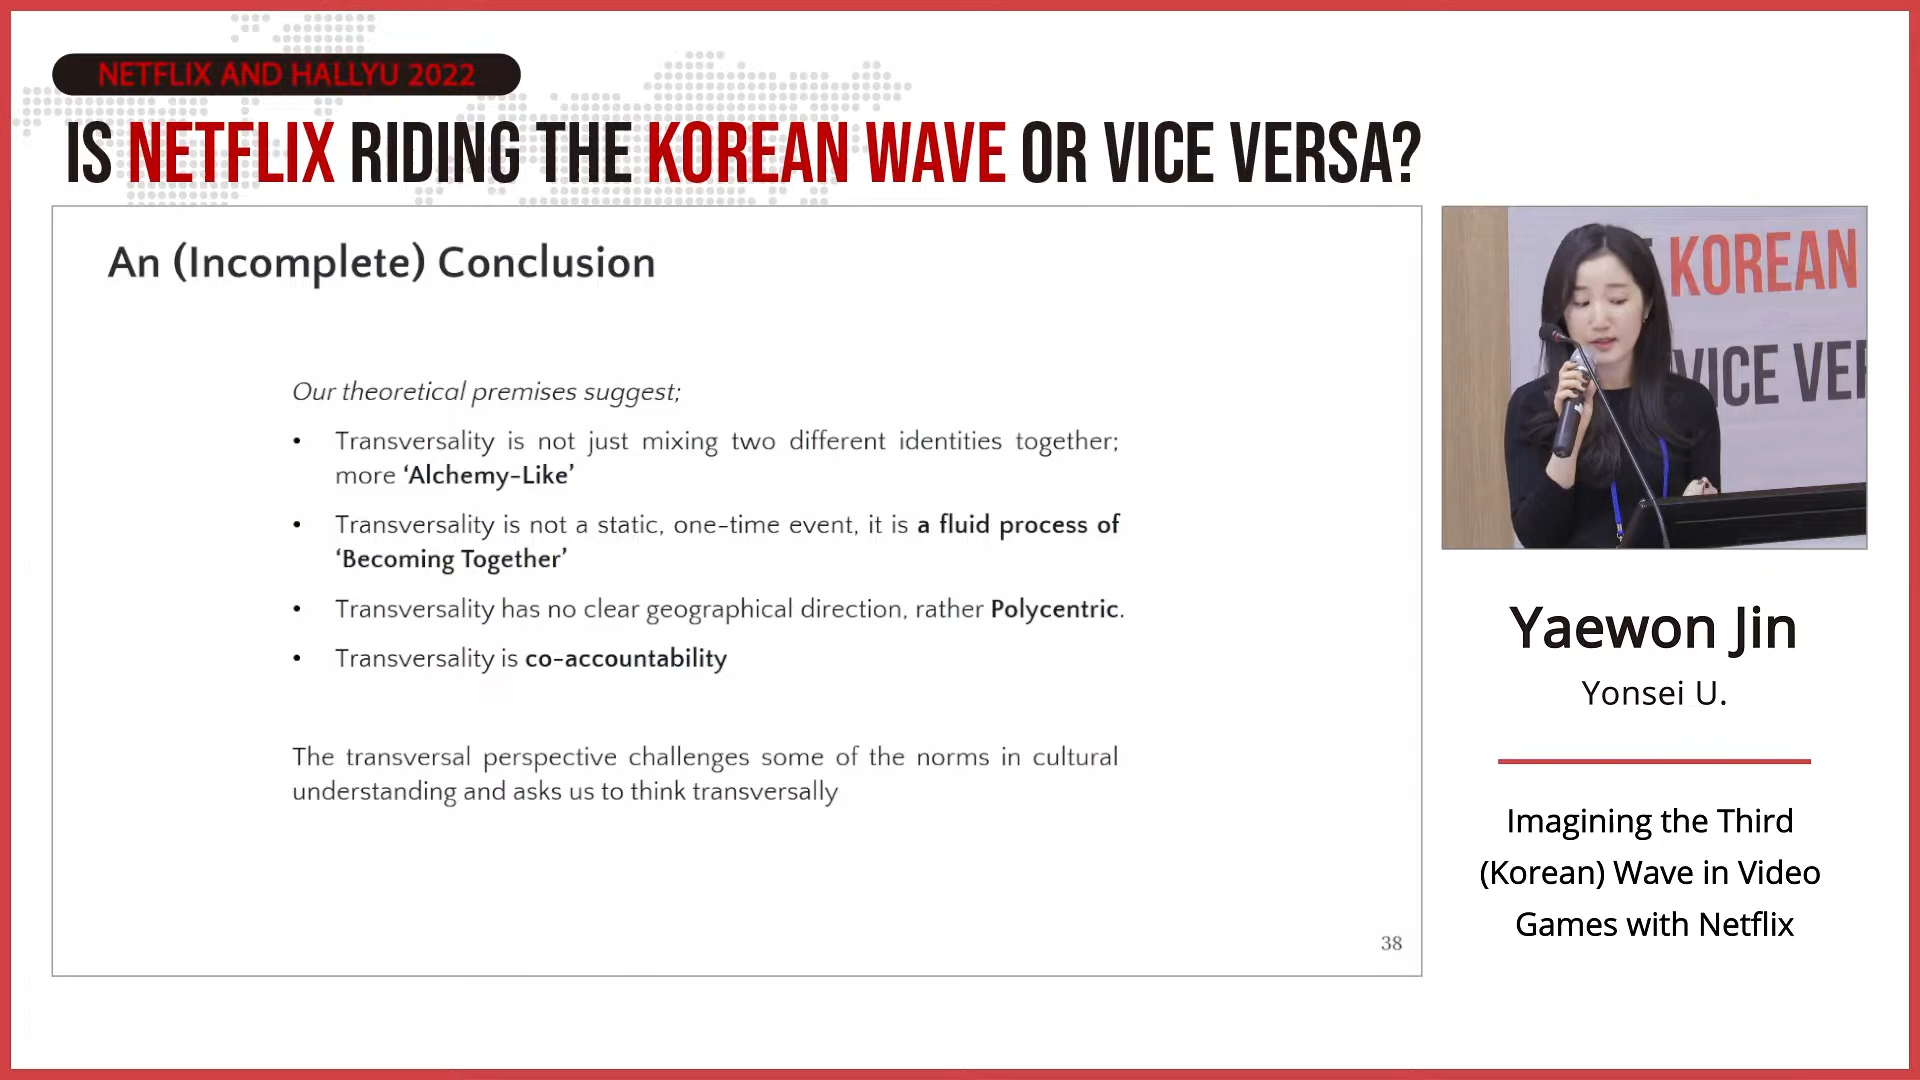 NETFLIX AND HALLYU 2022
IS NETFLIX RIDING THE KOREAN WAVE OR VICE VERSA?
An (Incomplete) Conclusion
Our theoretical premises suggest;
• Transversality is not just mixing two different identities together;
more ‘Alchemy-Like’
• Transversality is not a static, one-time event, it is a fluid process of
‘Becoming Together’
• Transversality has no clear geographical direction, rather Polycentric.
• Transversality is co-accountability
The transversal perspective challenges some of the norms in cultural
understanding and asks us to think transversally
38
KOREAN
VICE VER
Yaewon Jin
Yonsei U.
Imagining the Third
(Korean) Wave in Video
Games with Netflix